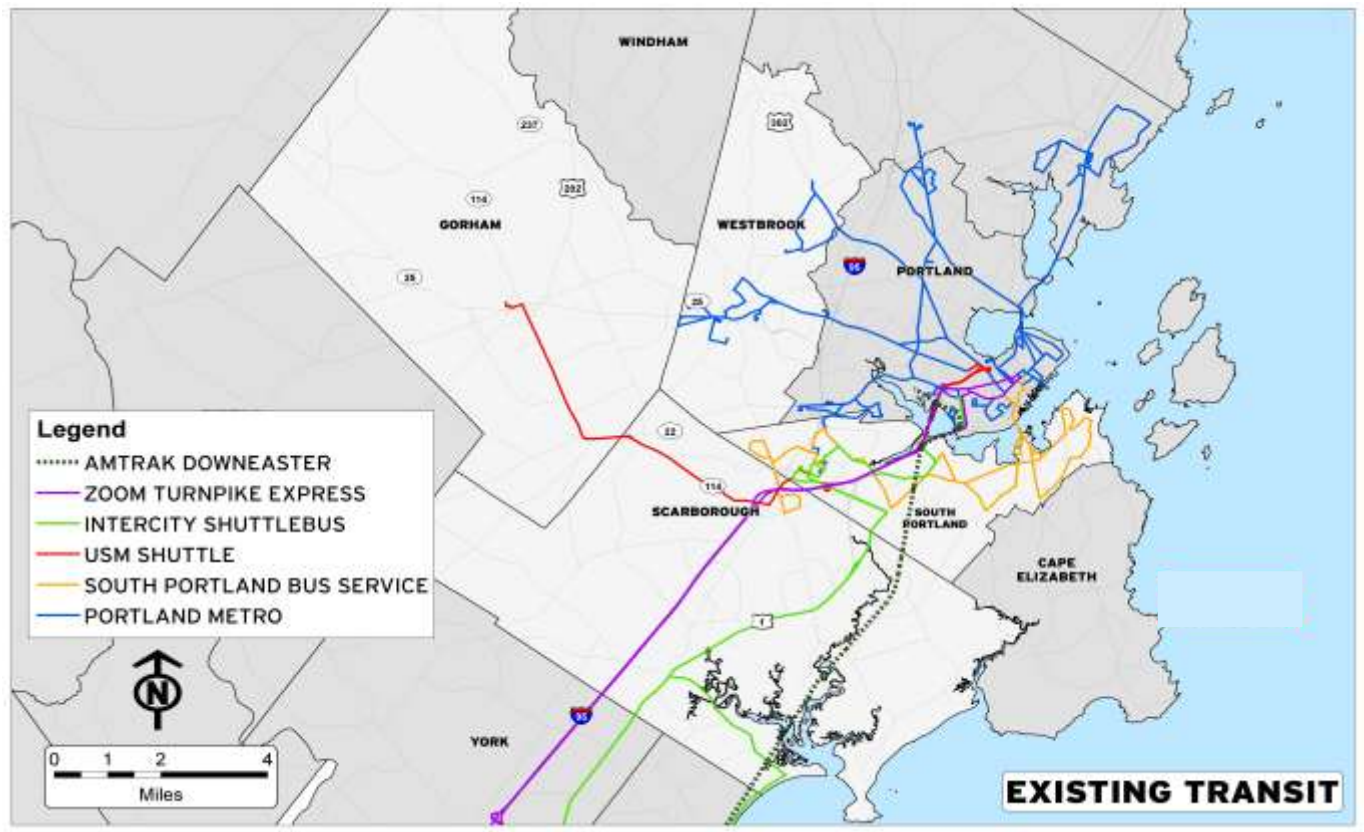 WINDHAM
237
302
202
114
GORHAM
WESTBROOK
25
95
PORTLAND
25
Legend
AMTRAK DOWNEASTER
ZOOM TURNPIKE EXPRESS
INTERCITY SHUTTLEBUS
USM SHUTTLE
SOUTH PORTLAND BUS SERVICE
PORTLAND METRO
22
114
SCARBOROUGH
SOUTH
PORTLAND
CAPE
ELIZABETH
1
N
95
YORK
0 1 2 4
Miles
EXISTING TRANSIT